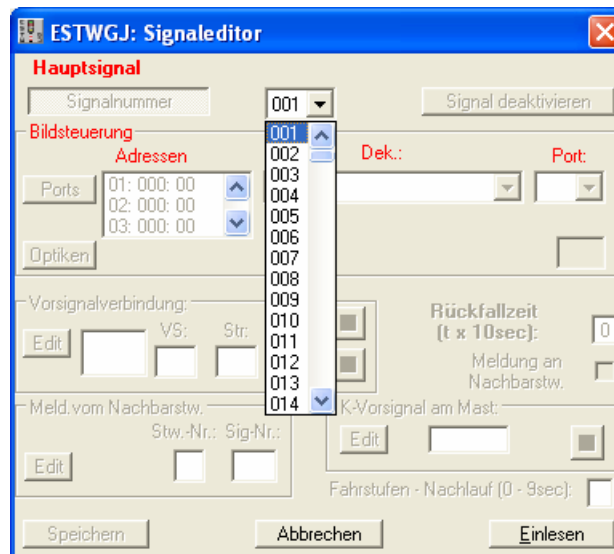 ESTWGJ: Signaleditor
Hauptsignal
Signalnummer
001
Signal deaktivieren
Bildsteuerung
Adressen
Dek.:
Port:
Ports
01: 000: 00
02: 000: 00
03: 000: 00
Optiken
001
002
003
004
005
006
007
008
009
010
011
012
013
014
Vorsignalverbindung:
Edit
VS:
Str:
Rückfallzeit
(t x 10sec):
0
Meldung an
Nachbarstw.
Meld.vom Nachbarstw.
Stw.-Nr.:
Sig-Nr.:
Edit
K-Vorsignal am Mast:
Edit
Fahrstufen - Nachlauf (0 - 9sec):
Speichern
Abbrechen
Einlesen